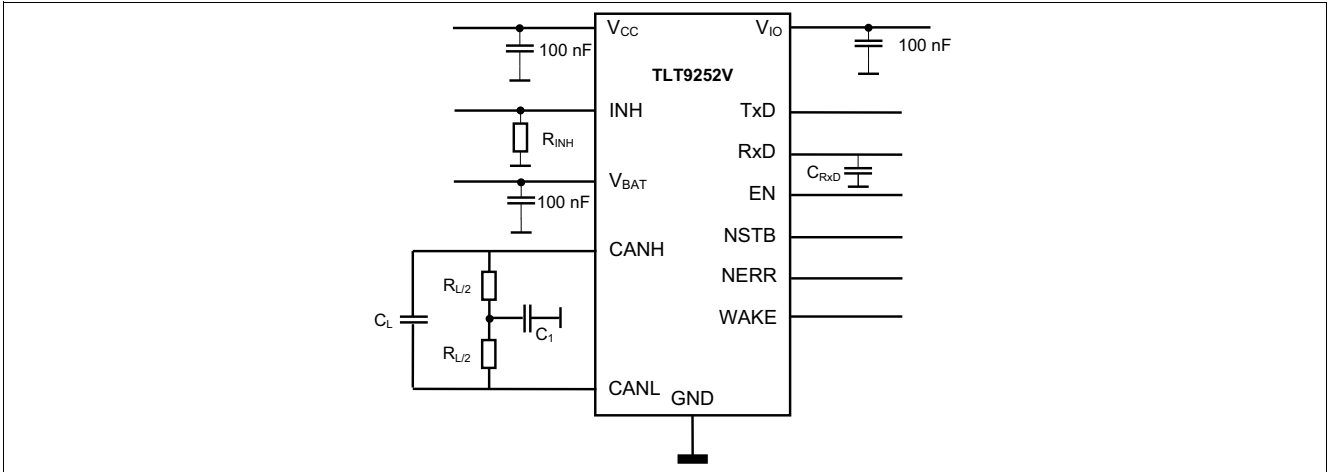 V_CC
V_IO
100 nF
100 nF
TLT9252V
INH
TxD
R_INH
RxD
C_RxD
V_BAT
EN
100 nF
NSTB
CANH
NERR
R_L/2
WAKE
C_L
C_1
R_L/2
CANL
GND